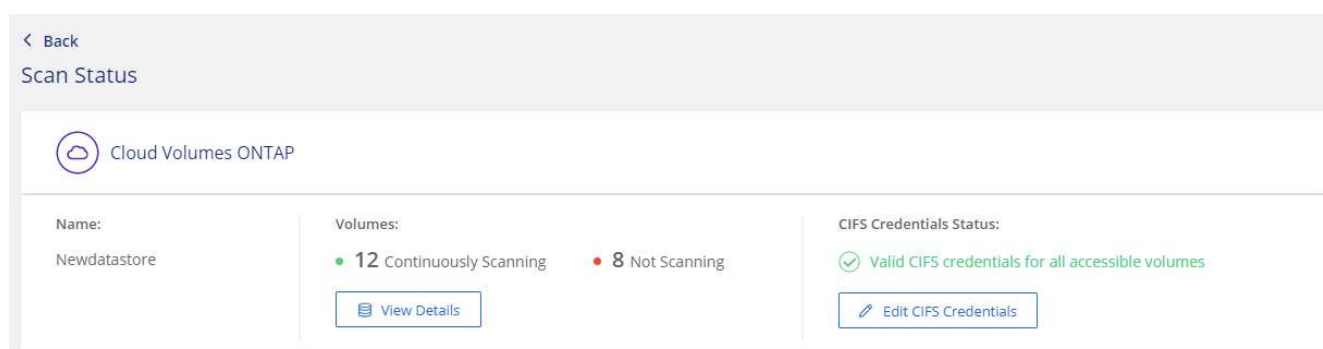 Back
Scan Status
Cloud Volumes ONTAP
Name:
Newdatastore
Volumes:
12 Continuously Scanning
8 Not Scanning
View Details
CIFS Credentials Status:
Valid CIFS credentials for all accessible volumes
Edit CIFS Credentials